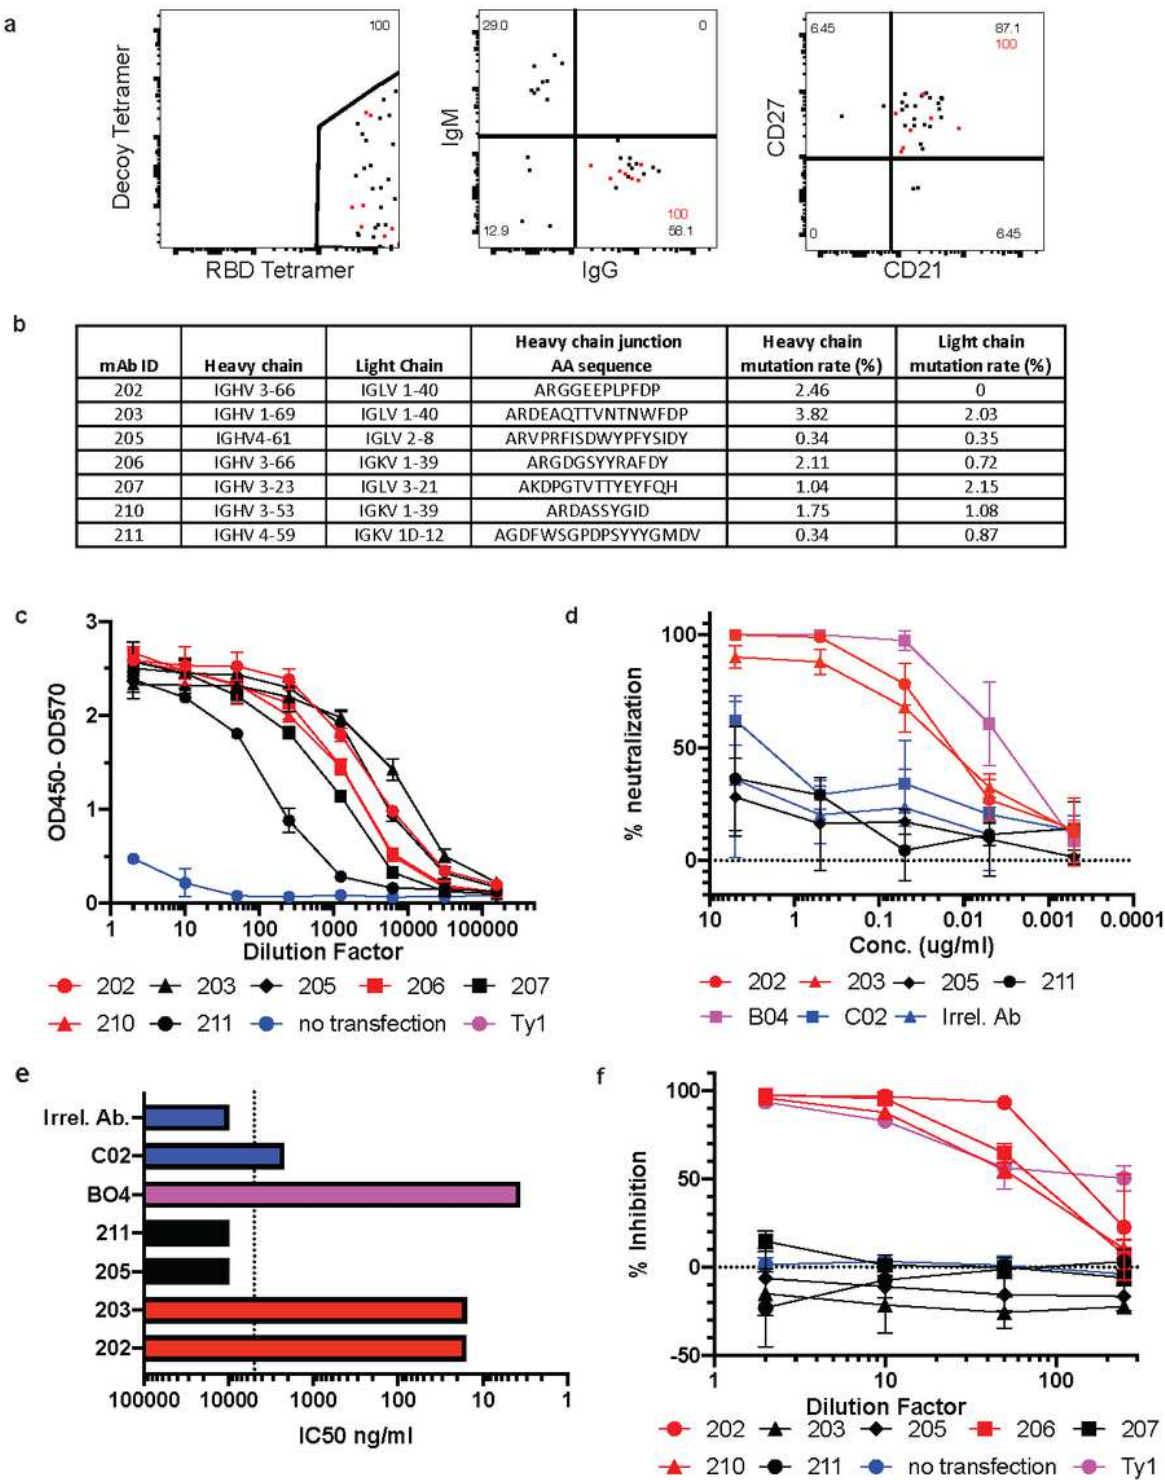 a
Decoy Tetramer
100
RBD Tetramer
29.0 0
IgM
100
12.9 58.1
IgG
6.45 87.1
100
CD27
0 6.45
CD21
b
mAb ID Heavy chain Light Chain Heavy chain junction AA sequence Heavy chain mutation rate (%) Light chain mutation rate (%)
202 IGHV 3-66 IGLV 1-40 ARGGEEPLPFDP 2.46 0
203 IGHV 1-69 IGLV 1-40 ARDEAQTTVNTNWFDP 3.82 2.03
205 IGHV4-61 IGLV 2-8 ARVPRFISDWYPFYSIDY 0.34 0.35
206 IGHV 3-66 IGKV 1-39 ARGDGSYYRAFDY 2.11 0.72
207 IGHV 3-23 IGLV 3-21 AKDPGTVTTYEYFQH 1.04 2.15
210 IGHV 3-53 IGKV 1-39 ARDASSYGID 1.75 1.08
211 IGHV 4-59 IGKV 1D-12 AGDFWSGPDPSYYYGMDV 0.34 0.87
c
OD450- OD570
3
2
1
0
1 10 100 1000 10000 100000
Dilution Factor
202 203 205 206 207
210 211 no transfection Ty1
d
% neutralization
100
50
0
10 1 0.1 0.01 0.001 0.0001
Conc. (ug/ml)
202 203 205 211
B04 C02 Irrel. Ab
e
Irrel. Ab.
C02
BO4
211
205
203
202
100000 10000 1000 100 10 1
IC50 ng/ml
f
% Inhibition
100
50
0
-50
1 10 100
Dilution Factor
202 203 205 206 207
210 211 no transfection Ty1